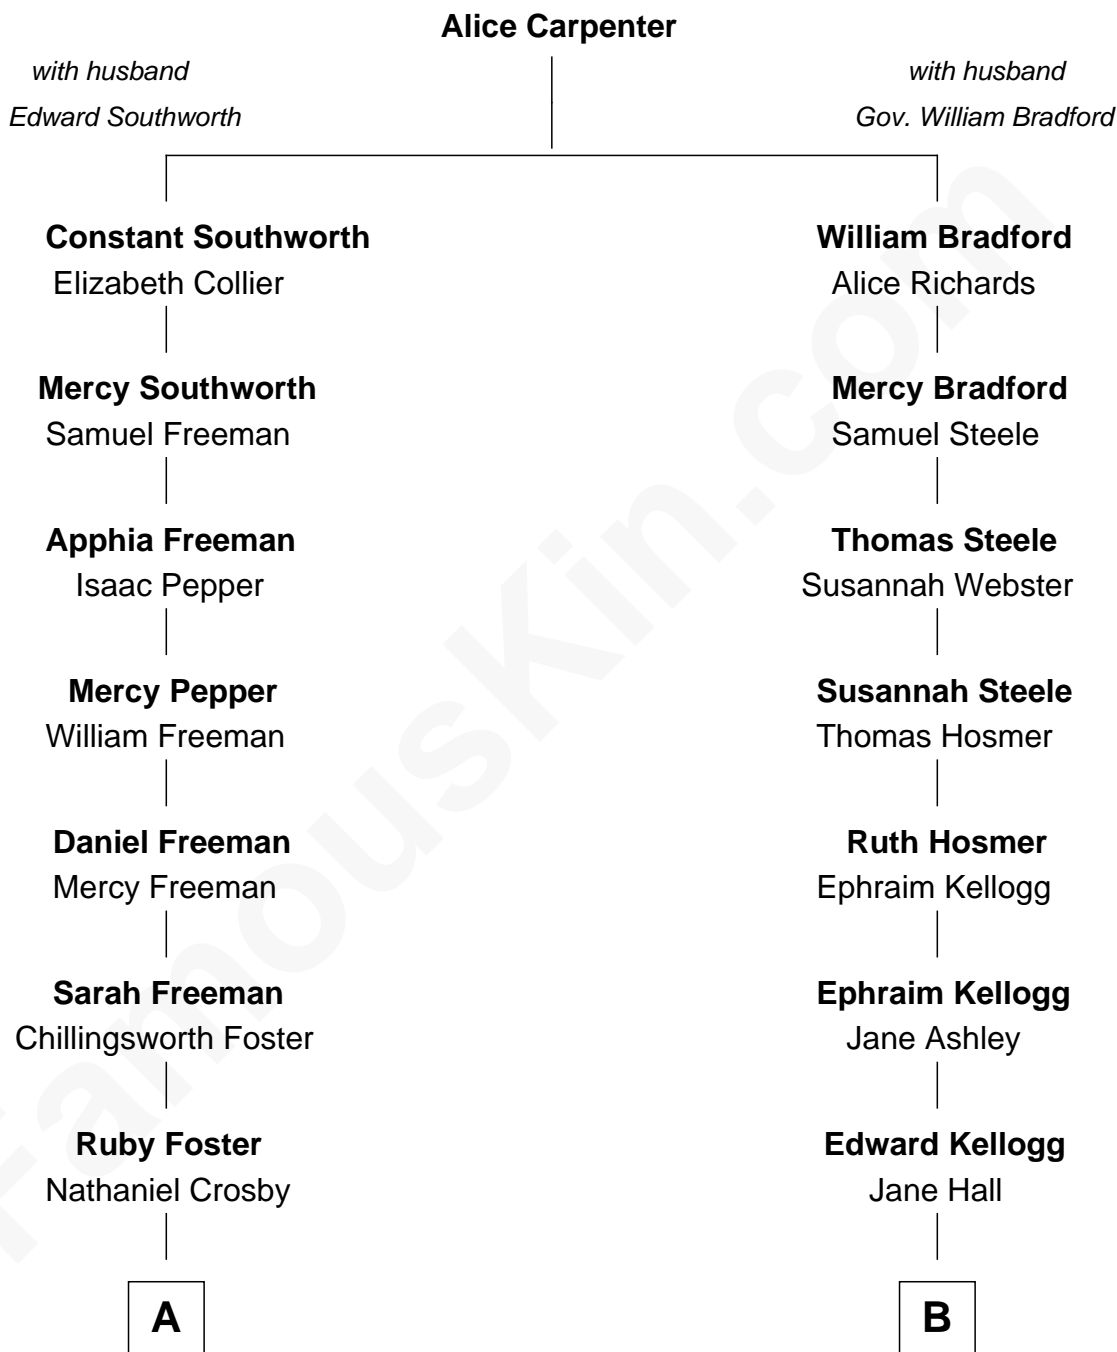 Alice Carpenter
with husband
Edward Southworth
with husband
Gov. William Bradford
Constant Southworth
Elizabeth Collier
William Bradford
Alice Richards
Mercy Southworth
Samuel Freeman
Mercy Bradford
Samuel Steele
Apphia Freeman
Isaac Pepper
Thomas Steele
Susannah Webster
Mercy Pepper
William Freeman
Susannah Steele
Thomas Hosmer
Daniel Freeman
Mercy Freeman
Ruth Hosmer
Ephraim Kellogg
Sarah Freeman
Chillingsworth Foster
Ephraim Kellogg
Jane Ashley
Ruby Foster
Nathaniel Crosby
Edward Kellogg
Jane Hall
A
B
FamousKin.com